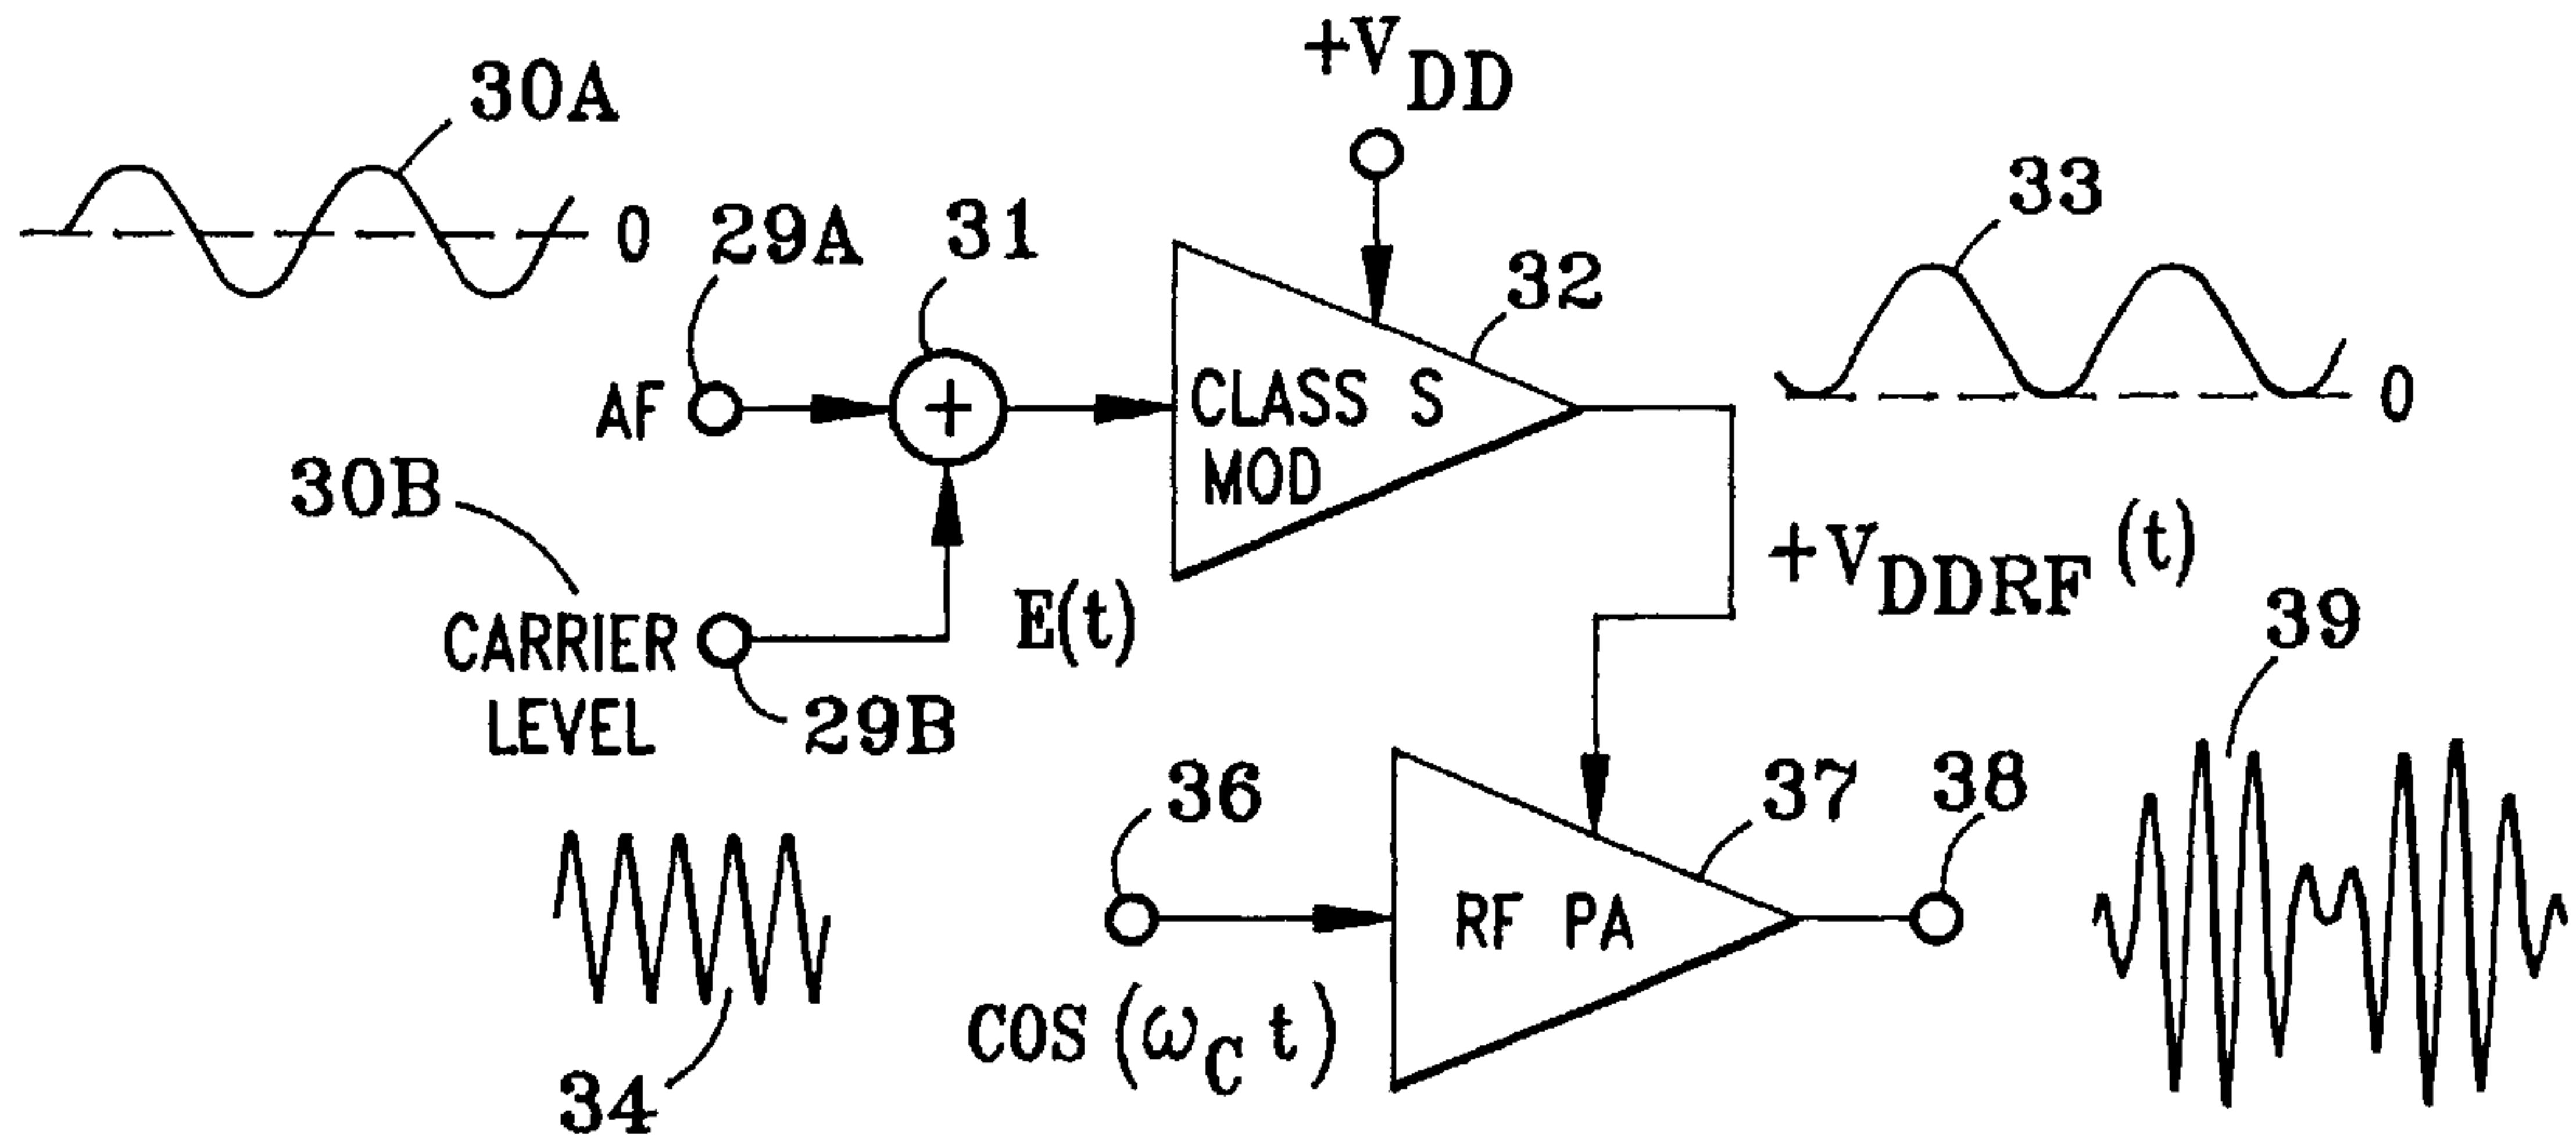 +V DD
30A
0
29A
31
32
33
AF
CLASS S
MOD
0
30B
CARRIER
LEVEL
29B
E(t)
+V DDRF (t)
39
36
37
38
RF PA
COS (ω C t)
34